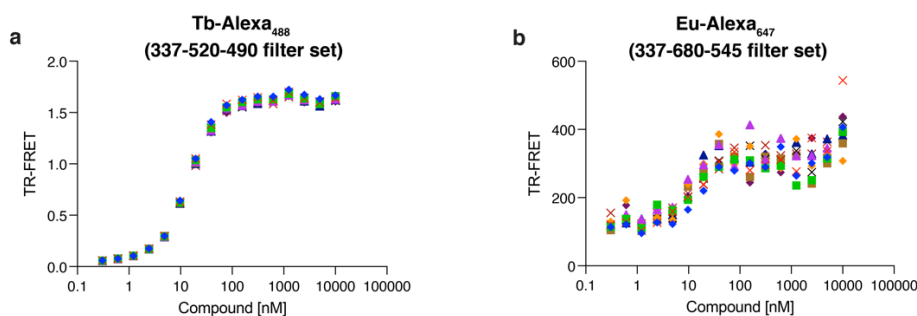 a
Tb-Alexa488
(337-520-490 filter set)
TR-FRET
2.0
1.5
1.0
0.5
0.0
0.1 1 10 100 1000 10000 100000
Compound [nM]
b
Eu-Alexa647
(337-680-545 filter set)
TR-FRET
600
400
200
0
0.1 1 10 100 1000 10000 100000
Compound [nM]